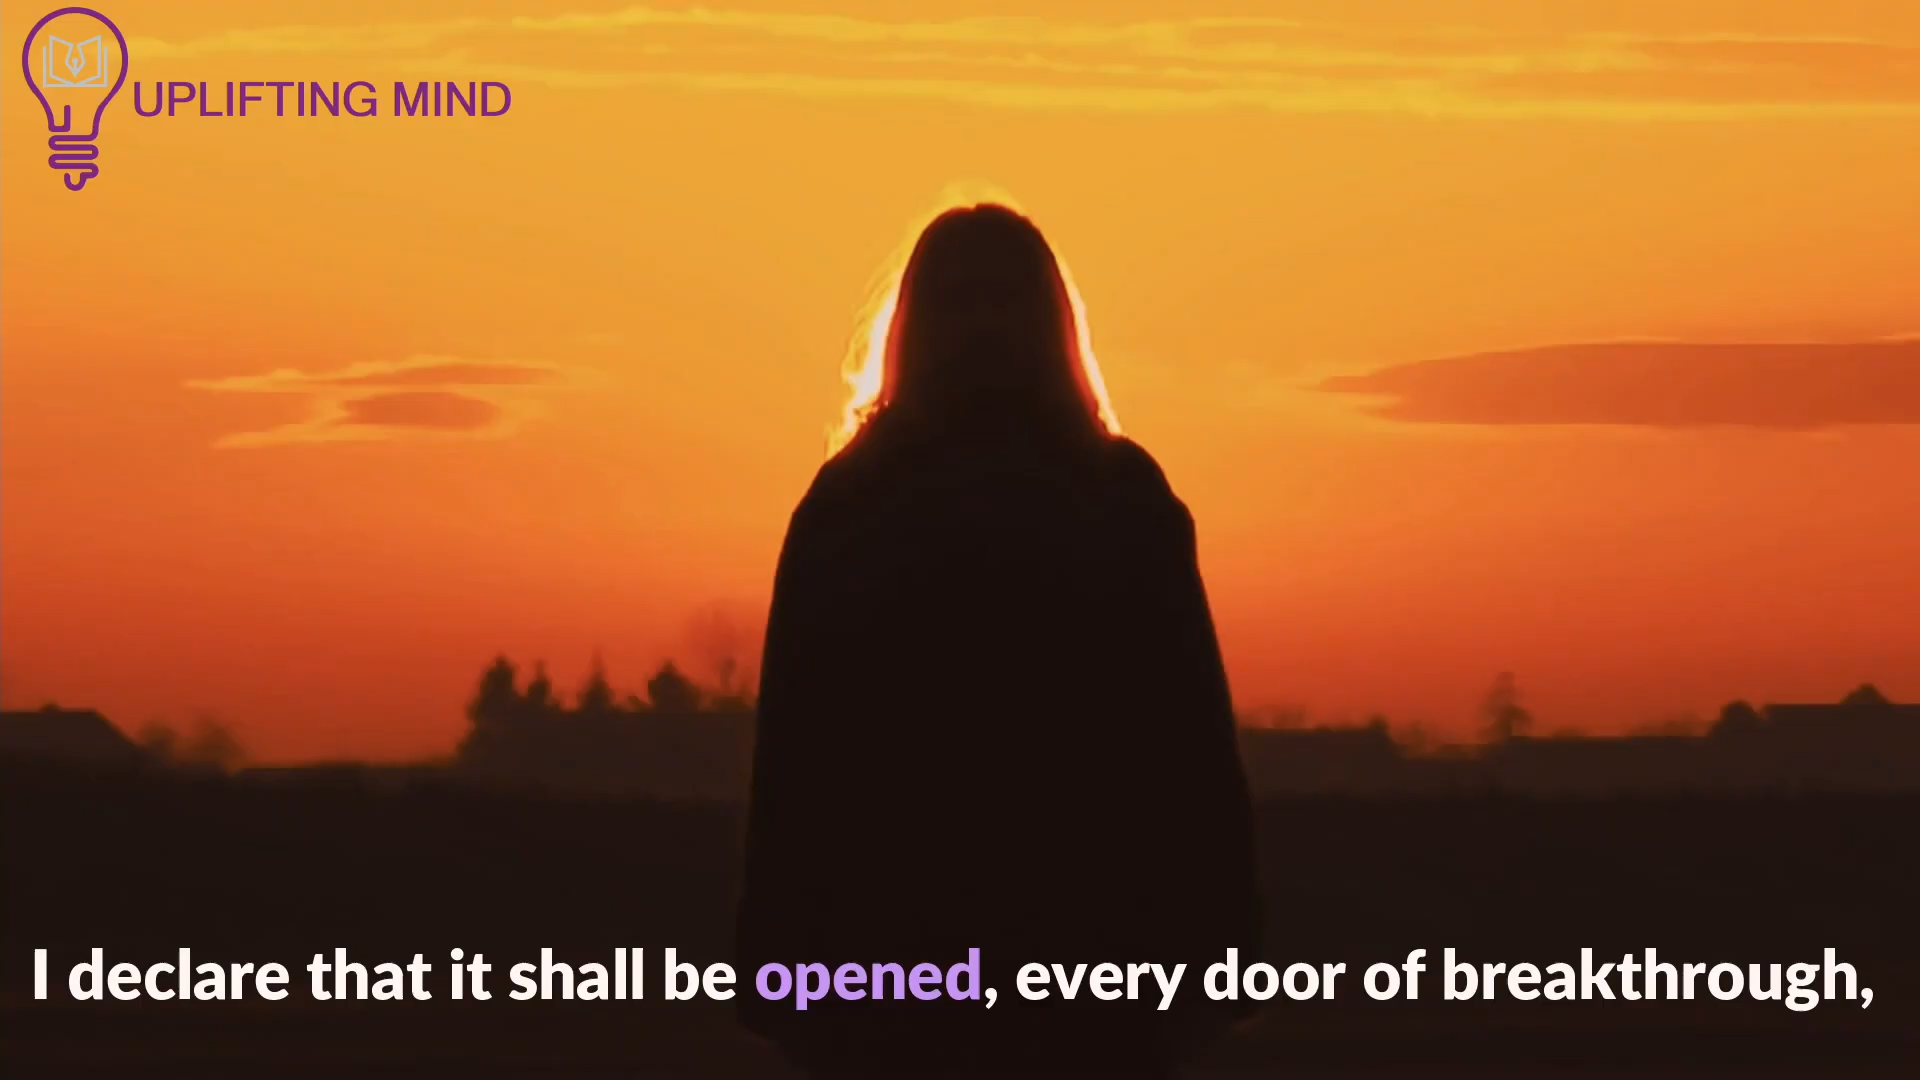 UPLIFTING MIND
I declare that it shall be opened, every door of breakthrough,